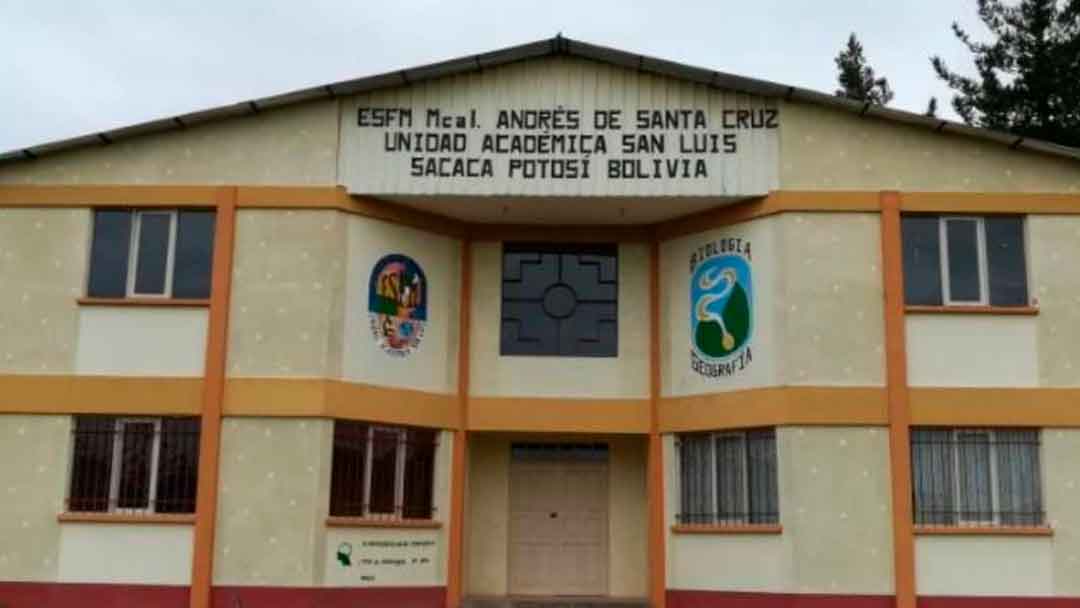 ESFM Mcal. ANDRÉS DE SANTA CRUZ
UNIDAD ACADÉMICA SAN LUIS
SACACA POTOSÍ BOLIVIA
BIOLOGIA
GEOGRAFIA